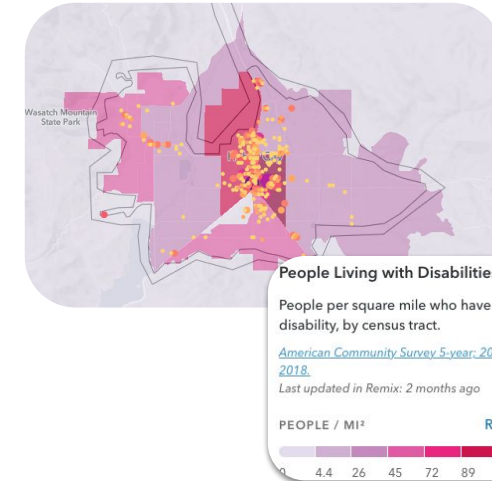 Wasatch Mountain
State Park
People Living with Disabilities
People per square mile who have
disability, by census tract.
American Community Survey 5-year; 20
2018.
Last updated in Remix: 2 months ago
PEOPLE / MI²
R
0 4.4 26 45 72 89